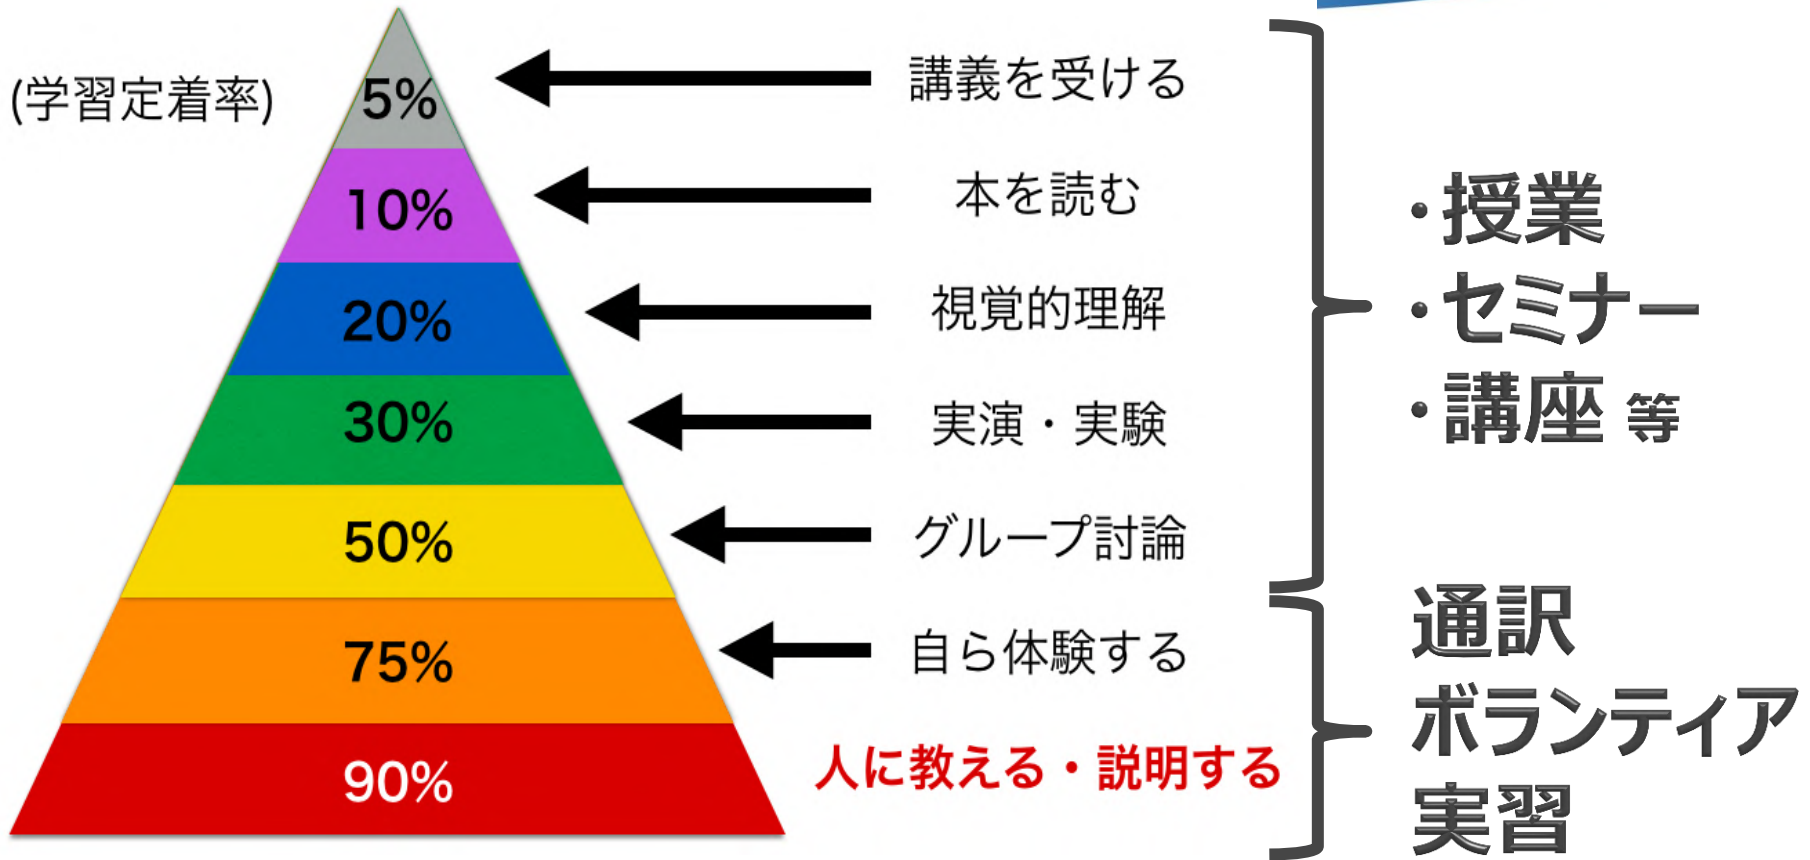 (学習定着率)
5%
講義を受ける
10%
本を読む
20%
視覚的理解
30%
実演・実験
50%
グループ討論
75%
自ら体験する
90%
人に教える・説明する
・授業
・セミナー
・講座 等
通訳
ボランティア
実習